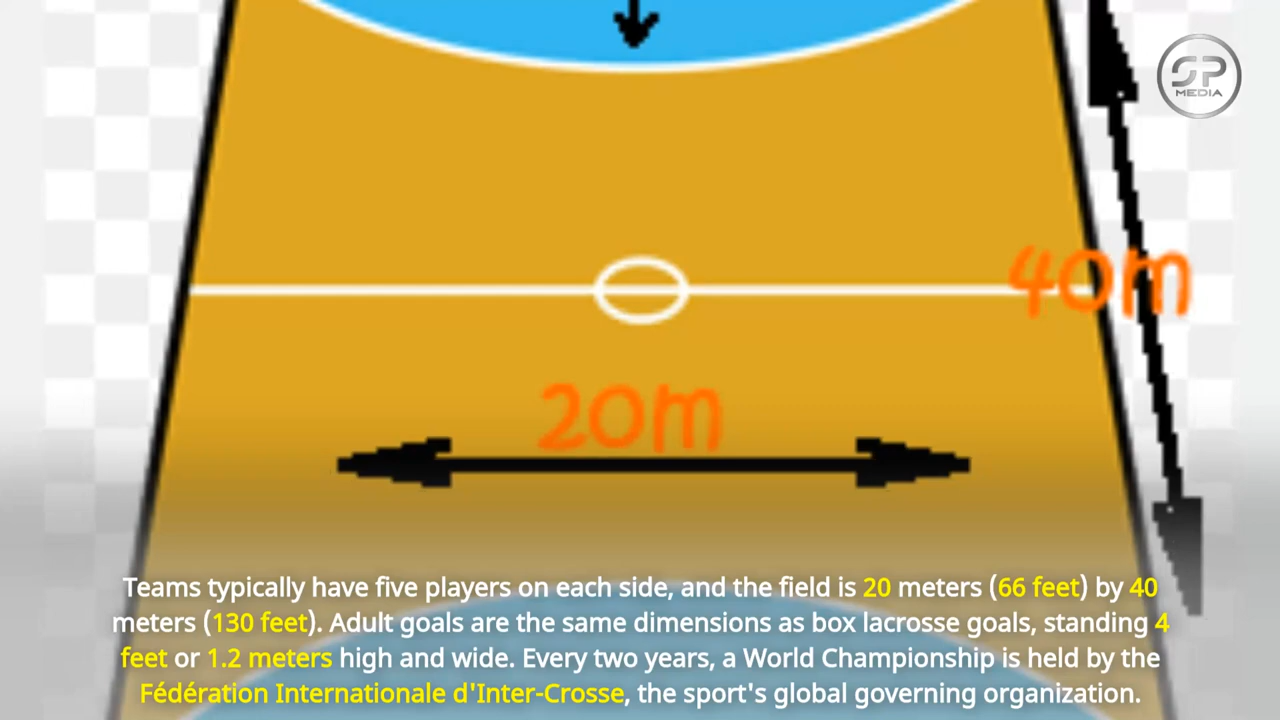 SP
MEDIA
40m
20m
Teams typically have five players on each side, and the field is 20 meters (66 feet) by 40
meters (130 feet). Adult goals are the same dimensions as box lacrosse goals, standing 4
feet or 1.2 meters high and wide. Every two years, a World Championship is held by the
Fédération Internationale d'Inter-Crosse, the sport's global governing organization.